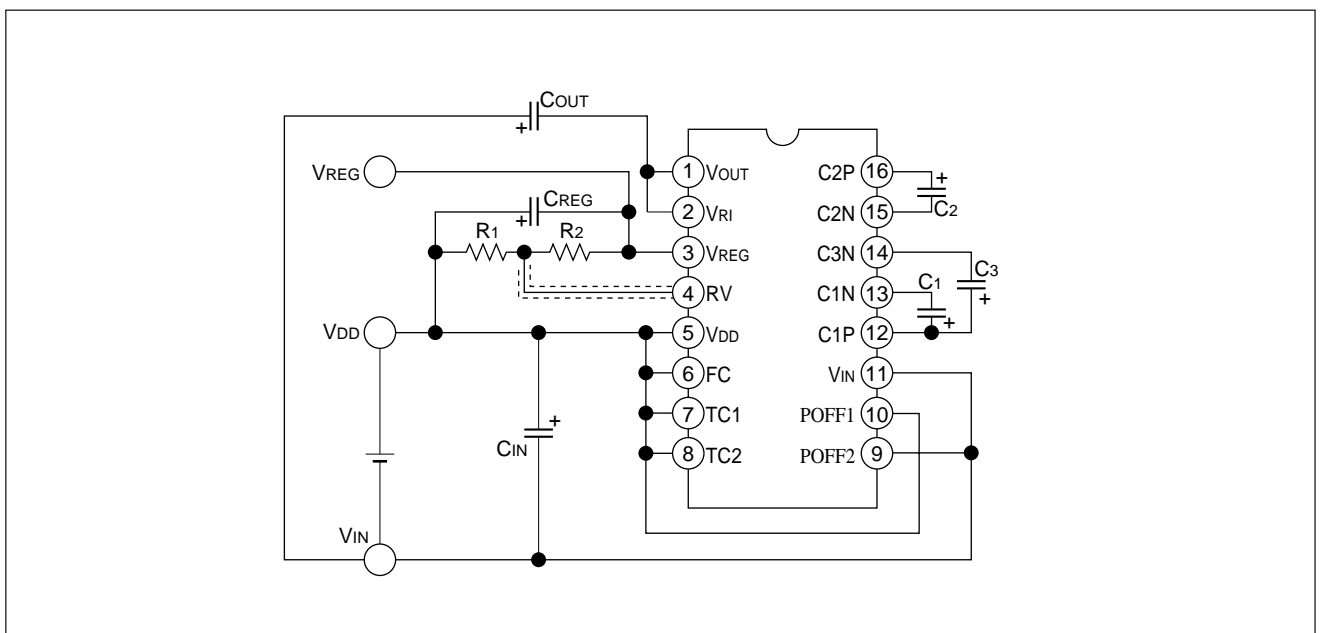 COUT
+
VREG
CREG
+
R1 R2
VDD
CIN
+
VIN
1 VOUT
2 VRI
3 VREG
4 RV
5 VDD
6 FC
7 TC1
8 TC2
C2P 16
C2N 15
C3N 14
C1N 13
C1P 12
VIN 11
POFF1 10
POFF2 9
+
C2
C3
+
C1
+